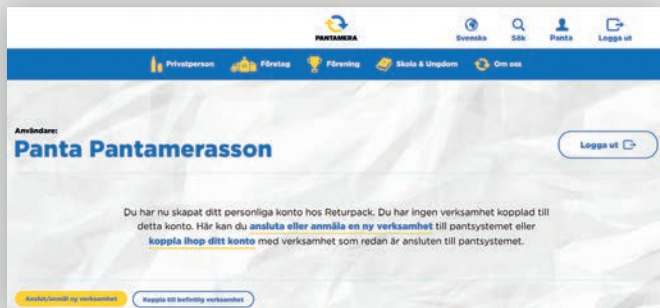 PANTAMERA
Svenska Sök Panta Logga ut
Privatperson Företag Förening Skola & Ungdom Om oss
Användare:
Panta Pantamerasson
Logga ut
Du har nu skapat ditt personliga konto hos Returpack. Du har ingen verksamhet kopplad till
detta konto. Här kan du ansluta eller anmäla en ny verksamhet till pantsystemet eller
koppla ihop ditt konto med verksamhet som redan är ansluten till pantsystemet.
Anslut/anmäl ny verksamhet Koppla till befintlig verksamhet